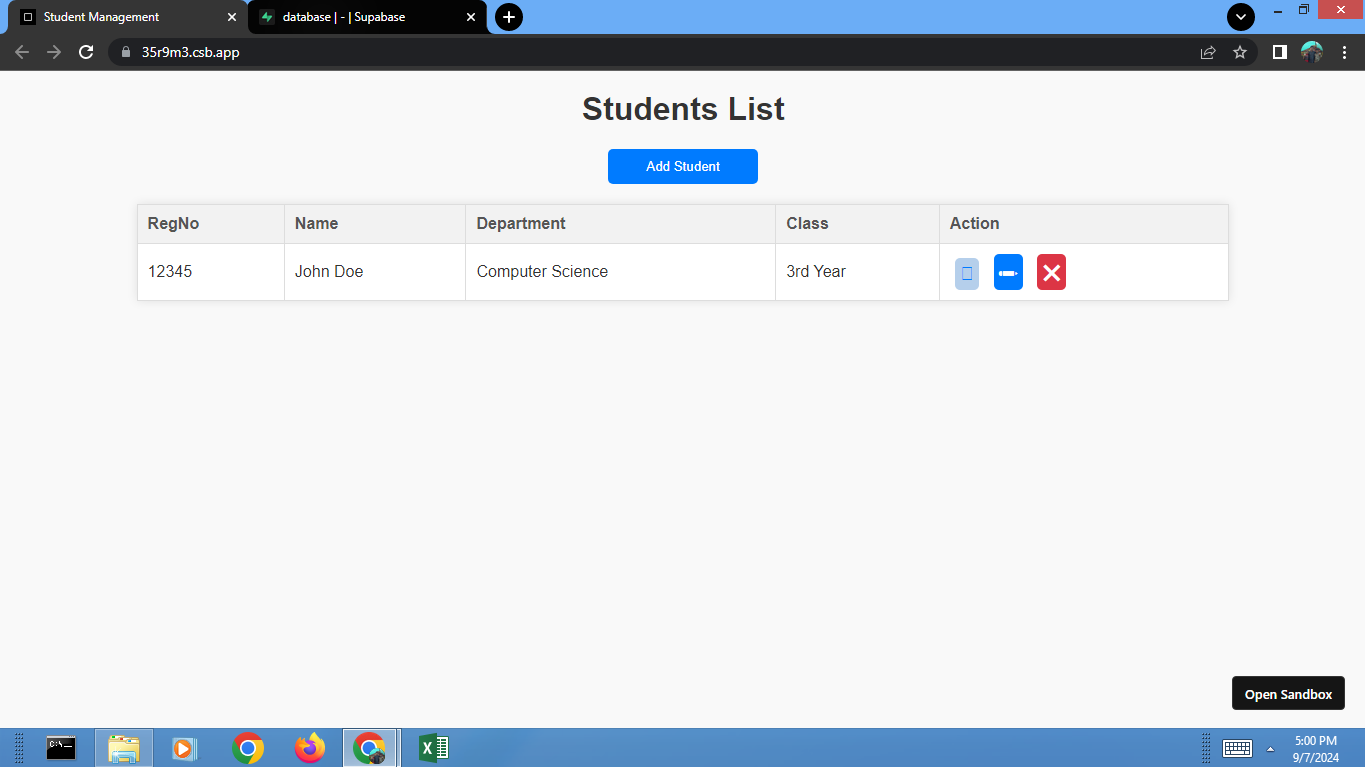 Student Management
database | - | Supabase
35r9m3.csb.app
Students List
Add Student
RegNo Name Department Class Action
12345 John Doe Computer Science 3rd Year
Open Sandbox
C:\_
5:00 PM
9/7/2024